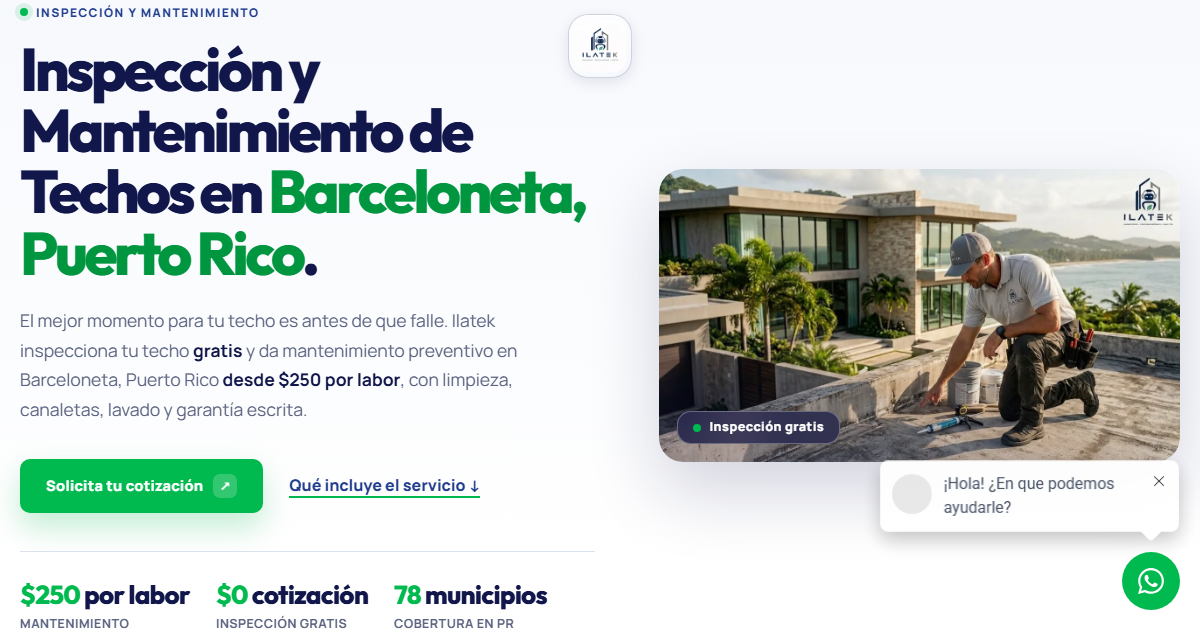 INSPECCIÓN Y MANTENIMIENTO
ILATEK
Inspección y
Mantenimiento de
Techos en Barceloneta,
Puerto Rico.
El mejor momento para tu techo es antes de que falle. Ilatek
inspecciona tu techo gratis y da mantenimiento preventivo en
Barceloneta, Puerto Rico desde $250 por labor, con limpieza,
canaletas, lavado y garantía escrita.
Solicita tu cotización ↗
Qué incluye el servicio ↓
$250 por labor
MANTENIMIENTO
$0 cotización
INSPECCIÓN GRATIS
78 municipios
COBERTURA EN PR
ILATEK
Inspección gratis
¡Hola! ¿En que podemos
ayudarle?